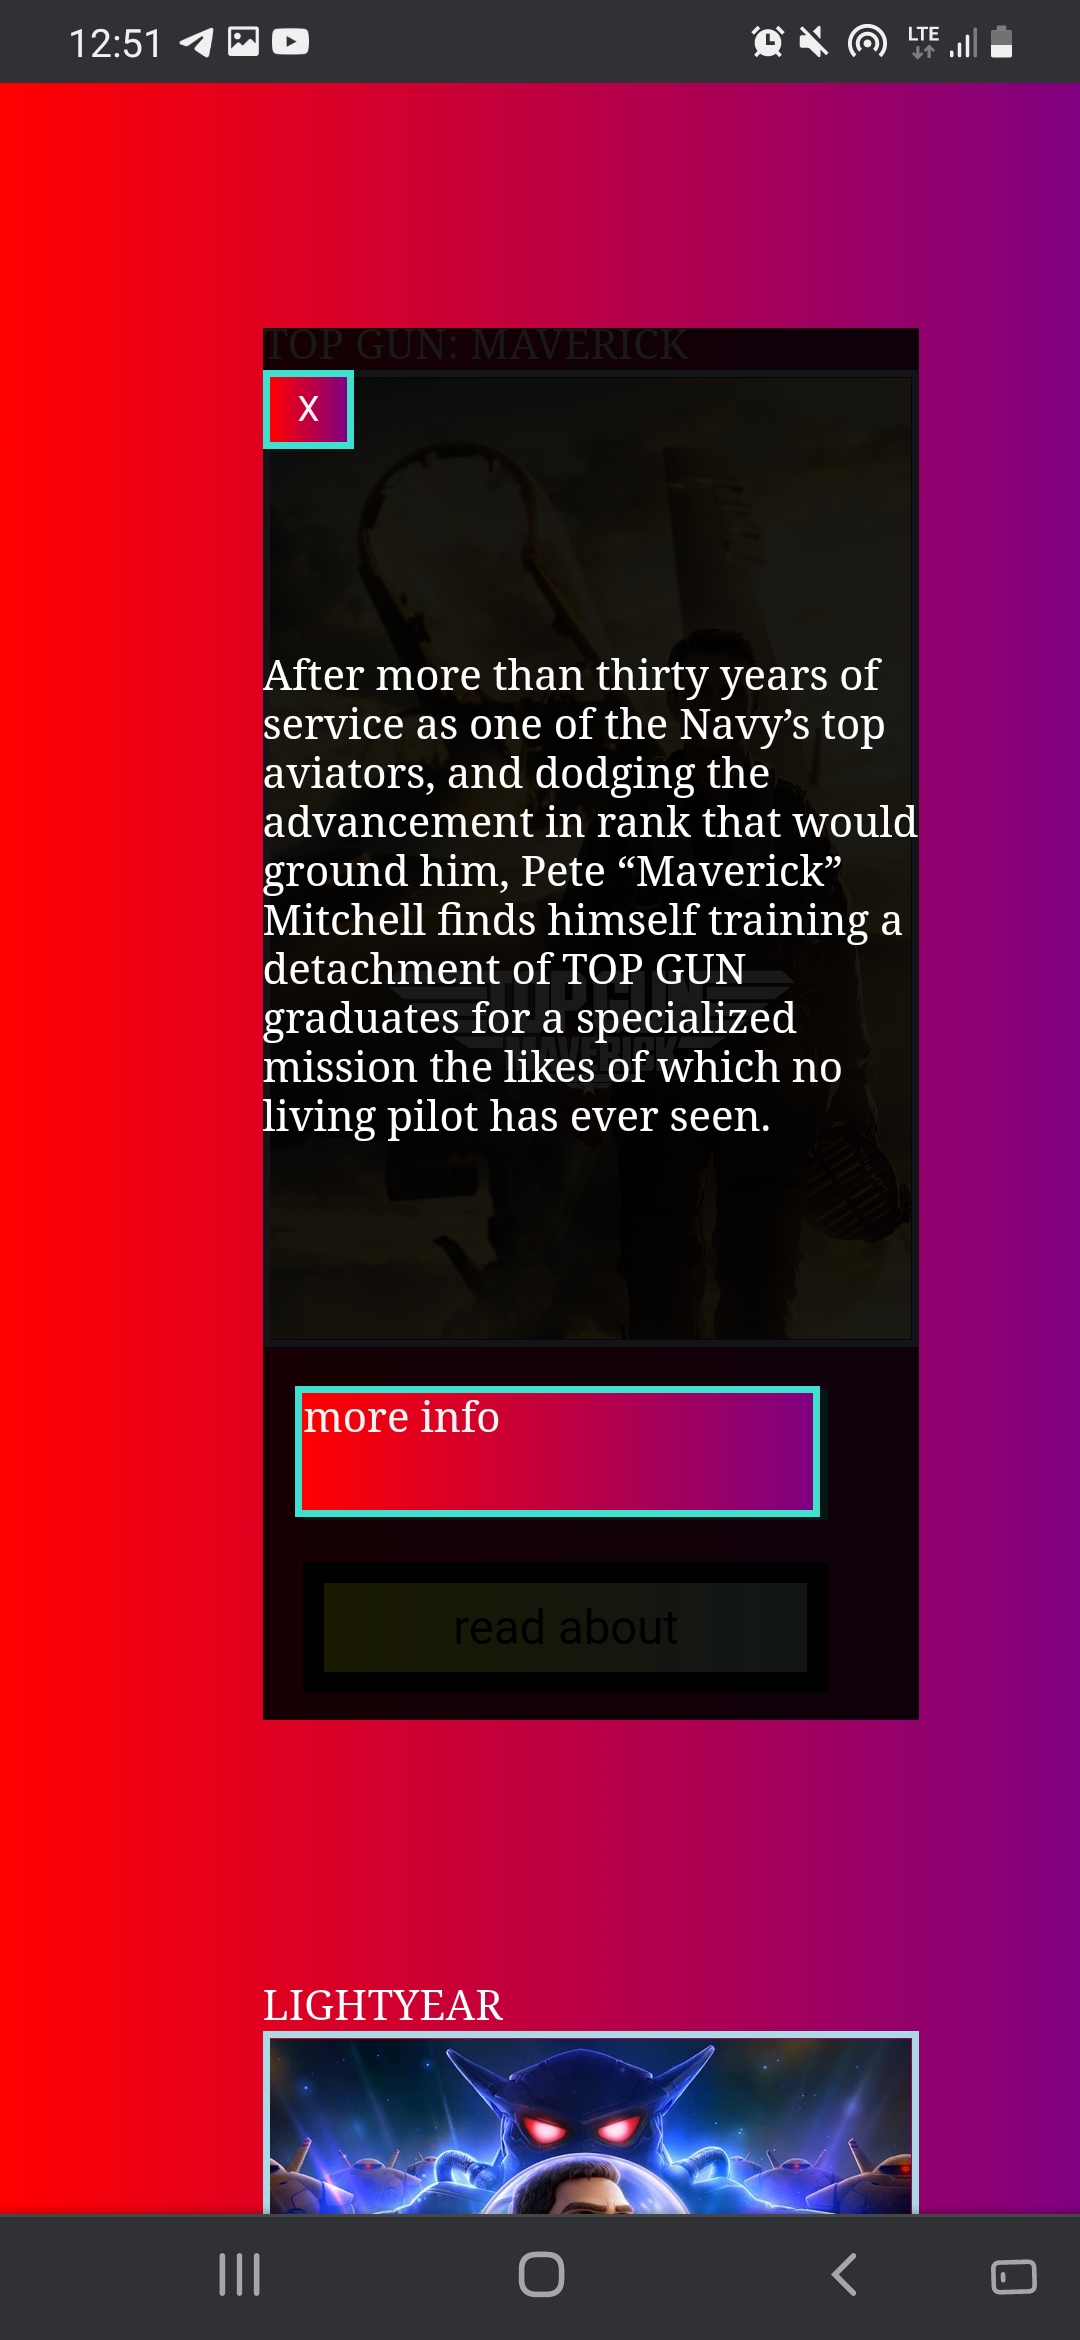 12:51
LTE
TOP GUN: MAVERICK
X
After more than thirty years of
service as one of the Navy’s top
aviators, and dodging the
advancement in rank that would
ground him, Pete “Maverick”
Mitchell finds himself training a
detachment of TOP GUN
graduates for a specialized
mission the likes of which no
living pilot has ever seen.
TOP GUN
MAVERICK
more info
read about
LIGHTYEAR